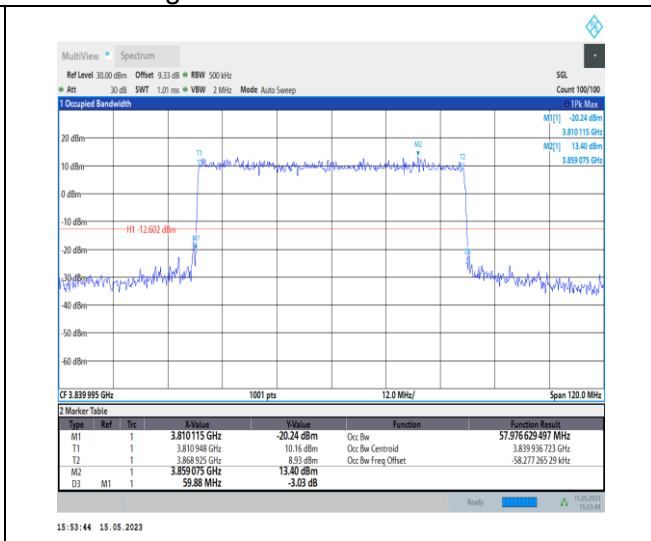 MultiView Spectrum
Ref Level 30.00 dBm Offset 9.33 dB RBW 500 kHz SGL
Att 30 dB SWT 1.01 ms VBW 2 MHz Mode Auto Sweep Count 100/100
1 Occupied Bandwidth 1Pk Max
M1[1] -20.24 dBm
3.810 115 GHz
M2[1] 13.40 dBm
3.859 075 GHz
20 dBm
M2
T1
T2
10 dBm
0 dBm
-10 dBm
H1 -12.602 dBm
M1
-20 dBm
-30 dBm
-40 dBm
-50 dBm
-60 dBm
CF 3.839 995 GHz 1001 pts 12.0 MHz/ Span 120.0 MHz
2 Marker Table
Type Ref Trc X-Value Y-Value Function Function Result
M1 1 3.810 115 GHz -20.24 dBm Occ Bw 57.976 629 497 MHz
T1 1 3.810 948 GHz 10.16 dBm Occ Bw Centroid 3.839 936 723 GHz
T2 1 3.868 925 GHz 8.93 dBm Occ Bw Freq Offset -58.277 265 29 kHz
M2 1 3.859 075 GHz 13.40 dBm
D3 M1 1 59.88 MHz -3.03 dB
Ready 15.05.2023
15:53:44
15:53:44 15.05.2023